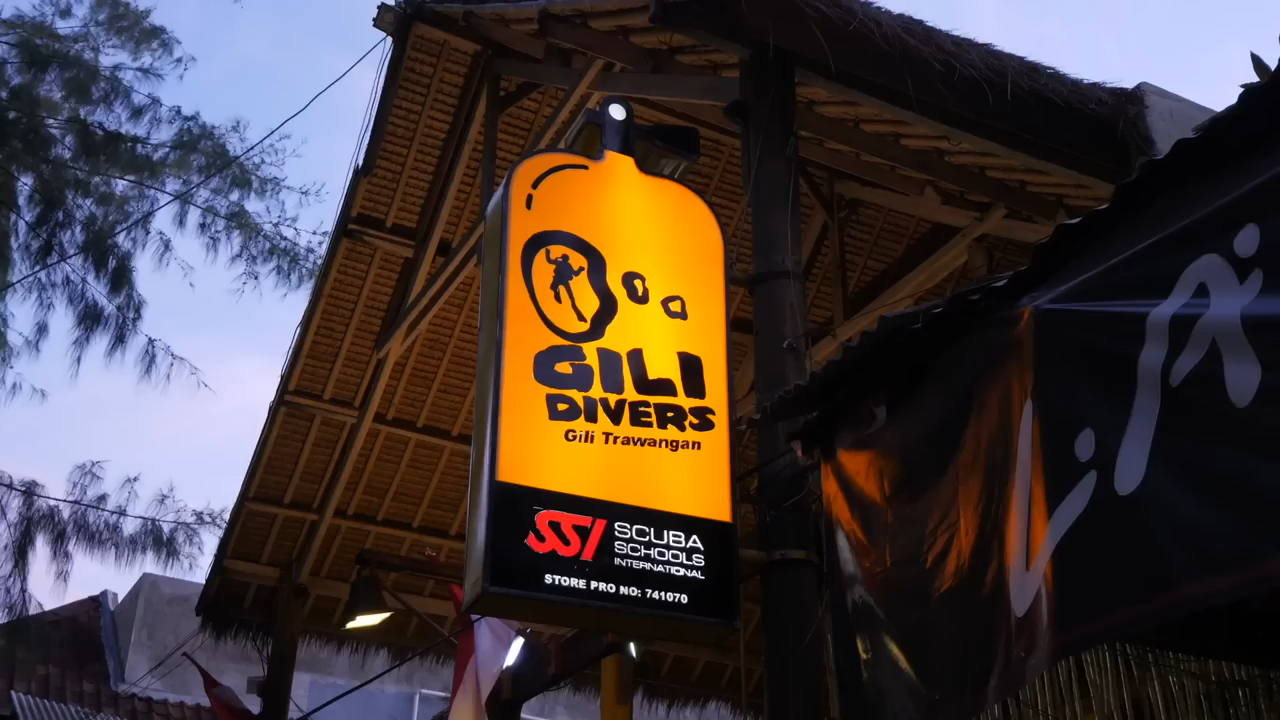 GILI
DIVERS
Gili Trawangan
SSI
SCUBA
SCHOOLS
INTERNATIONAL
STORE PRO NO: 741070